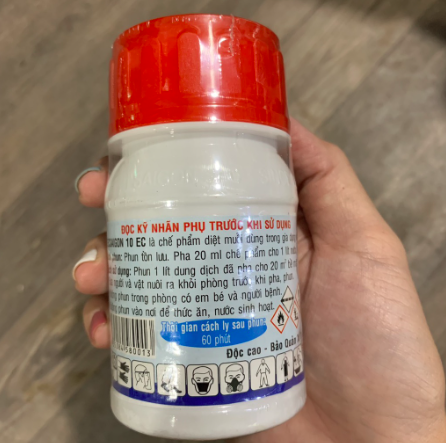 ĐỌC KỸ NHÃN PHỤ TRƯỚC KHI SỬ DỤNG
10 EC là chế phẩm diệt muỗi dùng trong gia
Phun tồn lưu. Pha 20 ml chế phẩm cho 1 lít
dụng: Phun 1 lít dung dịch đã pha cho 20 m²
người và vật nuôi ra khỏi phòng trước khi pha, phun
phun trong phòng có em bé và người bệnh
phun vào nơi để thức ăn, nước sinh hoạt.
Thời gian cách ly sau phun:
60 phút
Độc cao - Bảo Quản
580013